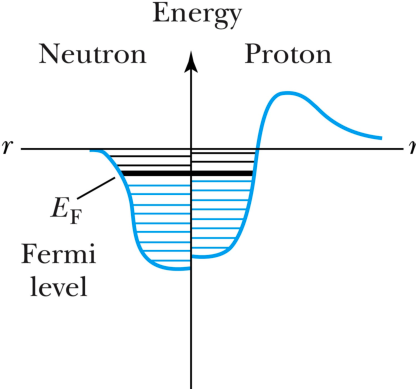 Energy
Neutron Proton
r r
E_F
Fermi
level